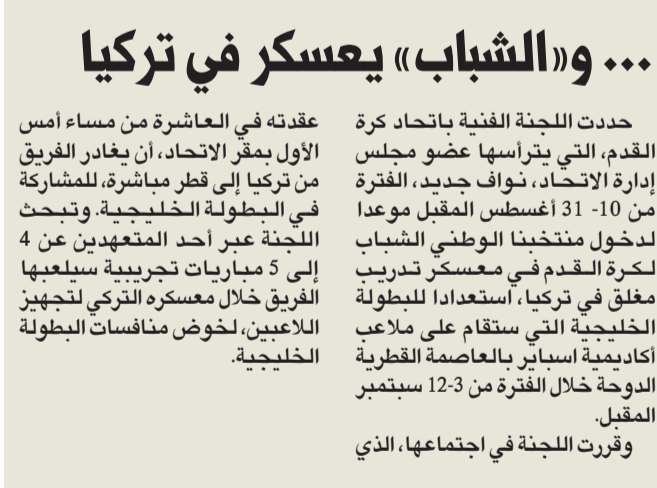 ... و«الشباب» يعسكر في تركيا
حددت اللجنة الفنية باتحاد كرة
القدم، التي يترأسها عضو مجلس
إدارة الاتحاد، نواف جديد، الفترة
من 10- 31 أغسطس المقبل موعدا
لدخول منتخبنا الوطني الشباب
لكرة القدم في معسكر تدريب
مغلق في تركيا، استعدادا للبطولة
الخليجية التي ستقام على ملاعب
أكاديمية اسباير بالعاصمة القطرية
الدوحة خلال الفترة من 3-12 سبتمبر
المقبل.
وقررت اللجنة في اجتماعها، الذي
عقدته في العاشرة من مساء أمس
الأول بمقر الاتحاد، أن يغادر الفريق
من تركيا إلى قطر مباشرة، للمشاركة
في البطولة الخليجية. وتبحث
اللجنة عبر أحد المتعهدين عن 4
إلى 5 مباريات تجريبية سيلعبها
الفريق خلال معسكره التركي لتجهيز
اللاعبين، لخوض منافسات البطولة
الخليجية.